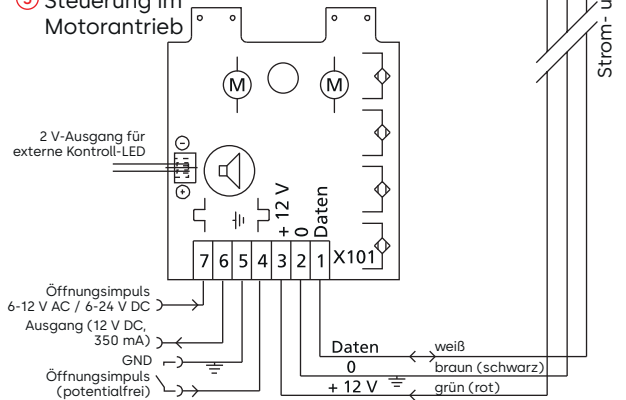 ③ Steuerung im
Motorantrieb
Strom- u
M
M
2 V-Ausgang für
externe Kontroll-LED
+ 12 V
0
Daten
7 6 5 4 3 2 1 X101
Öffnungsimpuls
6-12 V AC / 6-24 V DC
Ausgang (12 V DC,
350 mA)
GND
Öffnungsimpuls
(potentialfrei)
Daten weiß
0 braun (schwarz)
+ 12 V grün (rot)